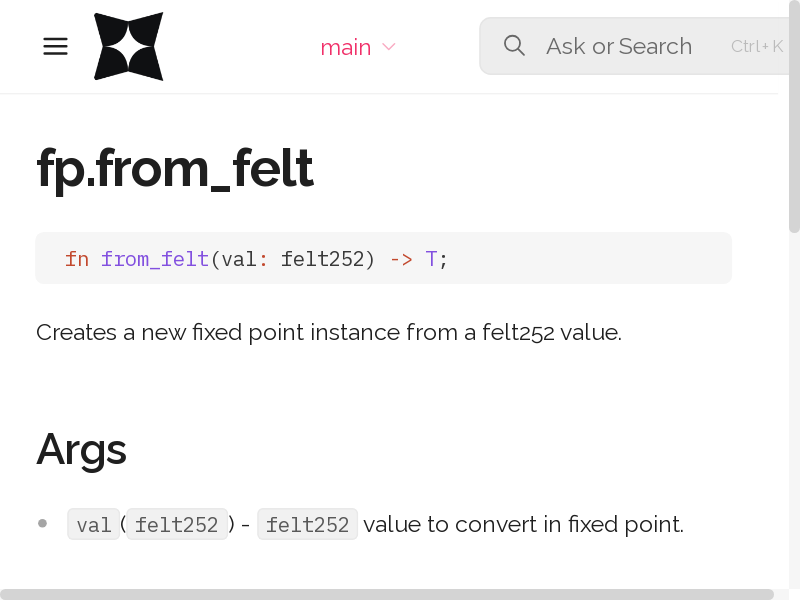 main
Ask or Search
Ctrl+K
fp.from_felt
fn from_felt(val: felt252) -> T;
Creates a new fixed point instance from a felt252 value.
Args
val(felt252) - felt252 value to convert in fixed point.